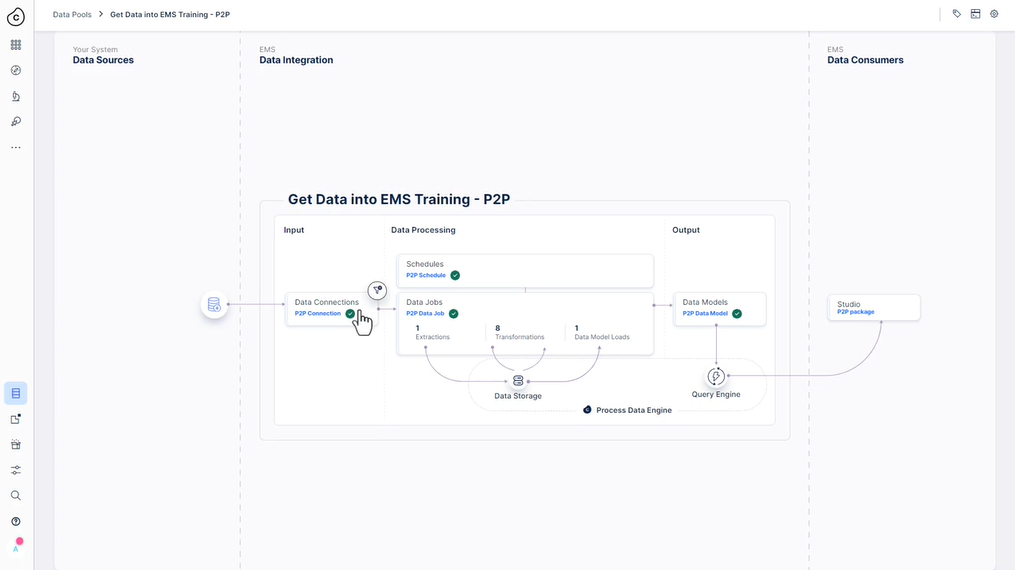 Data Pools > Get Data into EMS Training - P2P
Your System
Data Sources
EMS
Data Integration
EMS
Data Consumers
Get Data into EMS Training - P2P
Input
Data Processing
Output
Schedules
P2P Schedule
Data Connections
P2P Connection
Data Jobs
P2P Data Job
1
Extractions
8
Transformations
1
Data Model Loads
Data Models
P2P Data Model
Studio
P2P package
Data Storage
Query Engine
Process Data Engine
A